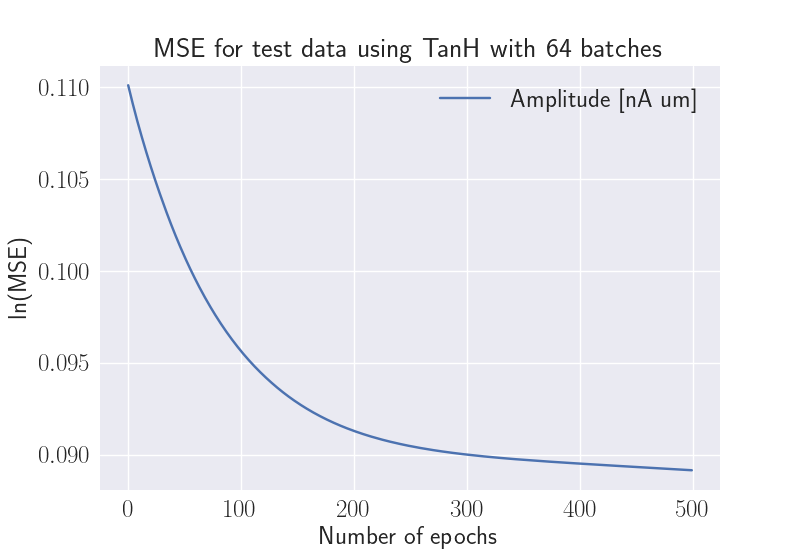 MSE for test data using TanH with 64 batches
Amplitude [nA um]
ln(MSE)
0.110
0.105
0.100
0.095
0.090
0
100
200
300
400
500
Number of epochs